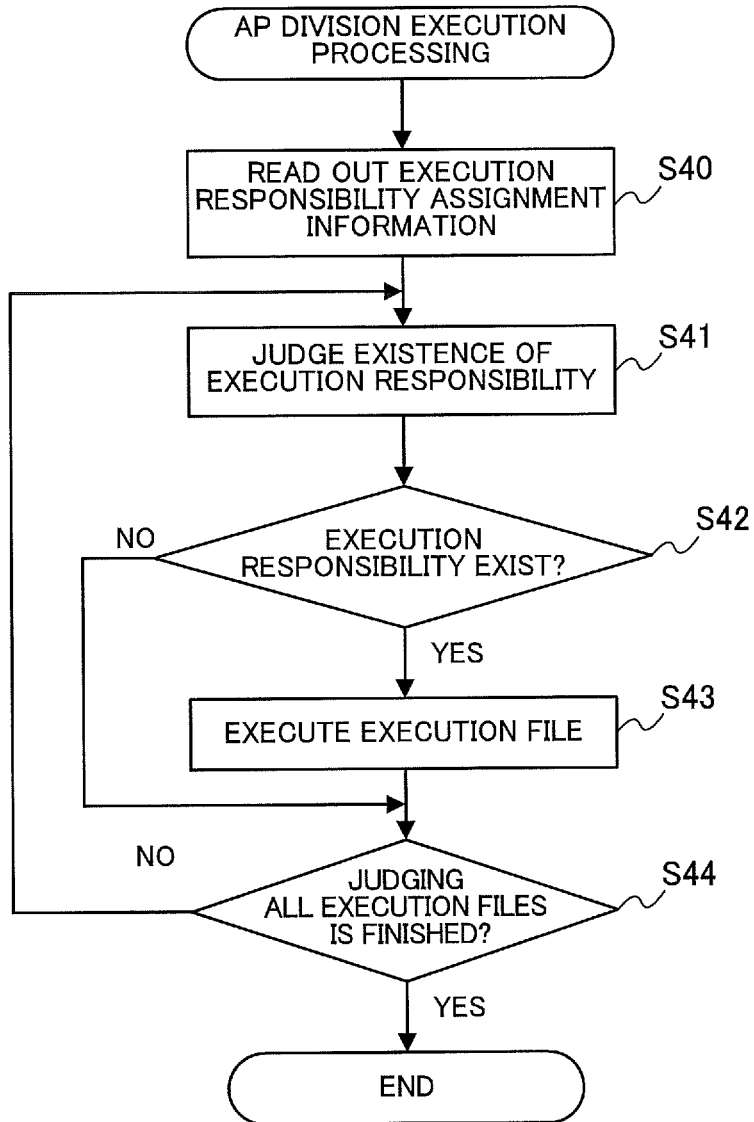 AP DIVISION EXECUTION
PROCESSING
READ OUT EXECUTION
RESPONSIBILITY ASSIGNMENT
INFORMATION
S40
JUDGE EXISTENCE OF
EXECUTION RESPONSIBILITY
S41
EXECUTION
RESPONSIBILITY EXIST?
S42
NO
YES
EXECUTE EXECUTION FILE
S43
JUDGING
ALL EXECUTION FILES
IS FINISHED?
S44
NO
YES
END